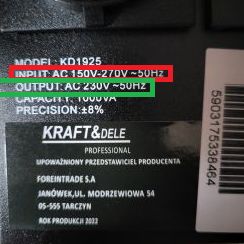 MODEL: KD1925
INPUT: AC 150V-270V ~50Hz
OUTPUT: AC 230V ~50Hz
CAPACITY: 1000VA
PRECISION:±8%
KRAFT&DELE
PROFESSIONAL
UPOWAŻNIONY PRZEDSTAWICIEL PRODUCENTA
FOREINTRADE S.A
JANÓWEK,UL.MODRZEWIOWA 54
05-555 TARCZYN
ROK PRODUKCJI 2022
5903175338464